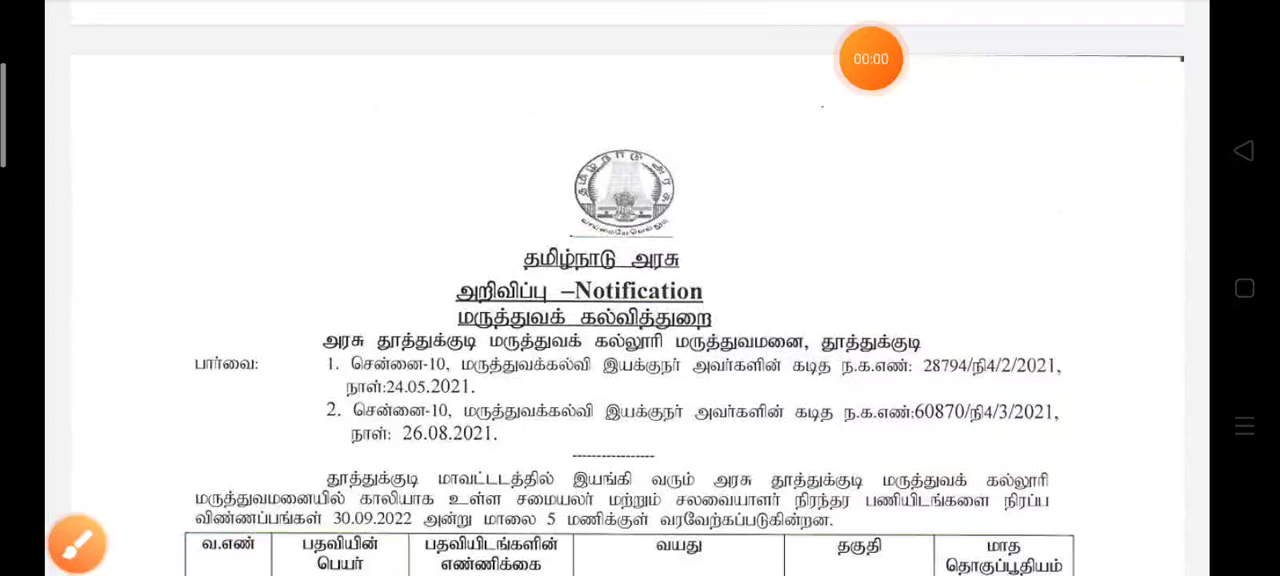 00:00
தமிழ்நாடு அரசு
வாய்மையே வெல்லும்
தமிழ்நாடு அரசு
அறிவிப்பு –Notification
மருத்துவக் கல்வித்துறை
அரசு தூத்துக்குடி மருத்துவக் கல்லூரி மருத்துவமனை, தூத்துக்குடி
பார்வை: 1. சென்னை-10, மருத்துவக்கல்வி இயக்குநர் அவர்களின் கடித ந.க.எண்: 28794/நி4/2/2021,
நாள்:24.05.2021.
2. சென்னை-10, மருத்துவக்கல்வி இயக்குநர் அவர்களின் கடித ந.க.எண்:60870/நி4/3/2021,
நாள்: 26.08.2021.
-----------------
தூத்துக்குடி மாவட்டடத்தில் இயங்கி வரும் அரசு தூத்துக்குடி மருத்துவக் கல்லூரி
மருத்துவமனையில் காலியாக உள்ள சமையலர் மற்றும் சலவையாளர் நிரந்தர பணியிடங்களை நிரப்ப
விண்ணப்பங்கள் 30.09.2022 அன்று மாலை 5 மணிக்குள் வரவேற்கப்படுகின்றன.
வ.எண் பதவியின் பதவியிடங்களின் வயது தகுதி மாத
பெயர் எண்ணிக்கை தொகுப்பூதியம்